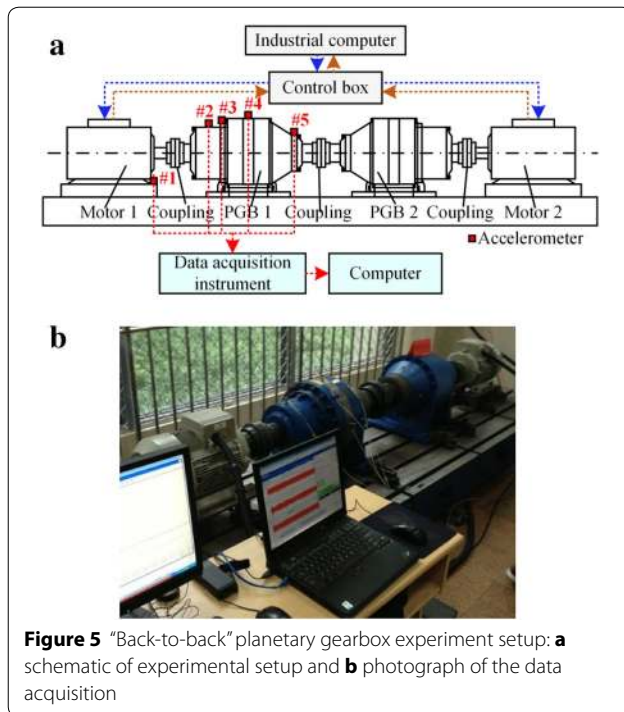 a
Industrial computer
Control box
#2 #3 #4
#5
#1
Motor 1 Coupling PGB 1 Coupling PGB 2 Coupling Motor 2
Accelerometer
Data acquisition
instrument
Computer
b
Figure 5 "Back-to-back" planetary gearbox experiment setup: a
schematic of experimental setup and b photograph of the data
acquisition